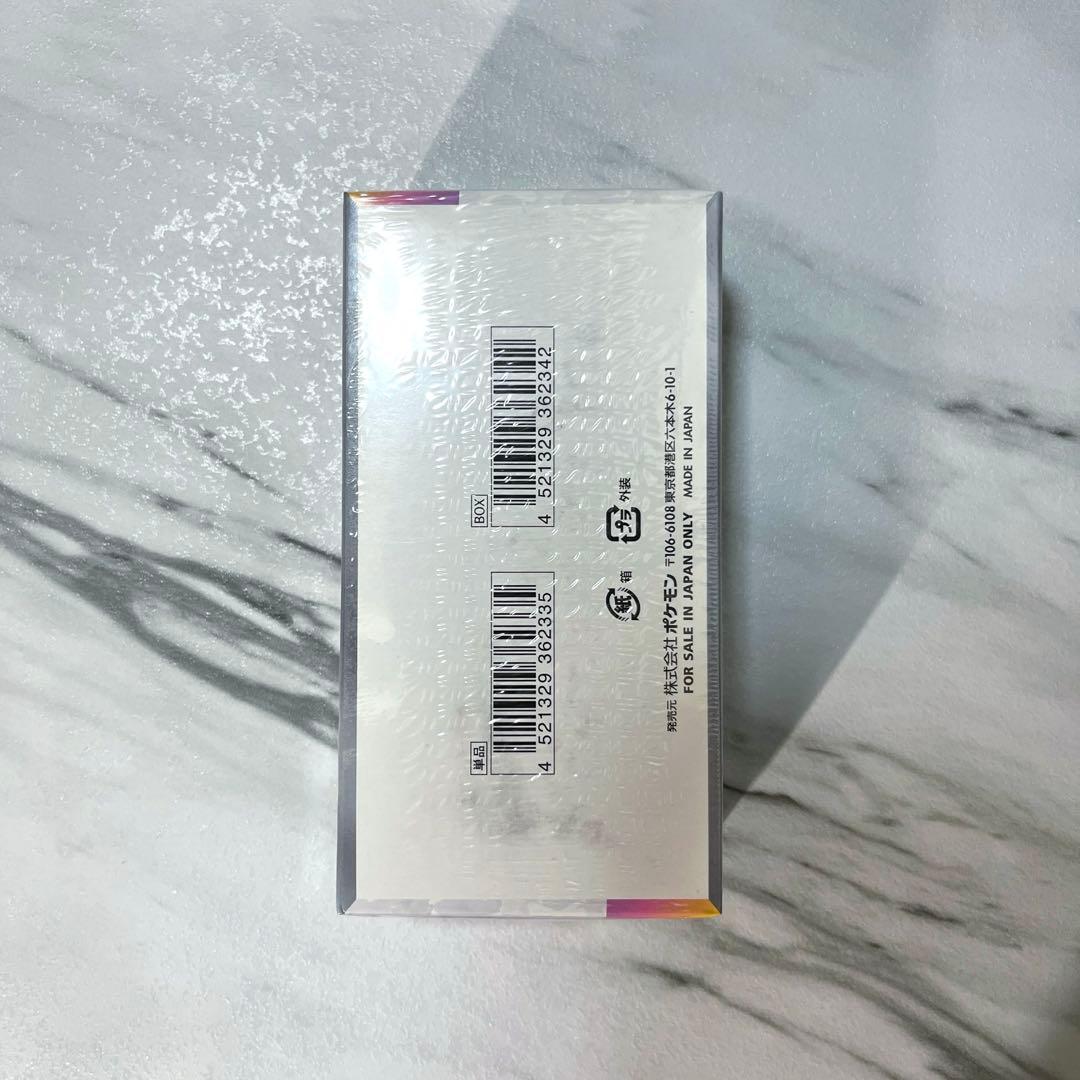 単品
4 521329 362335
BOX
4 521329 362342
紙 箱
プラ 外装
発売元 株式会社 ポケモン 〒106-6108 東京都港区六本木6-10-1
FOR SALE IN JAPAN ONLY MADE IN JAPAN